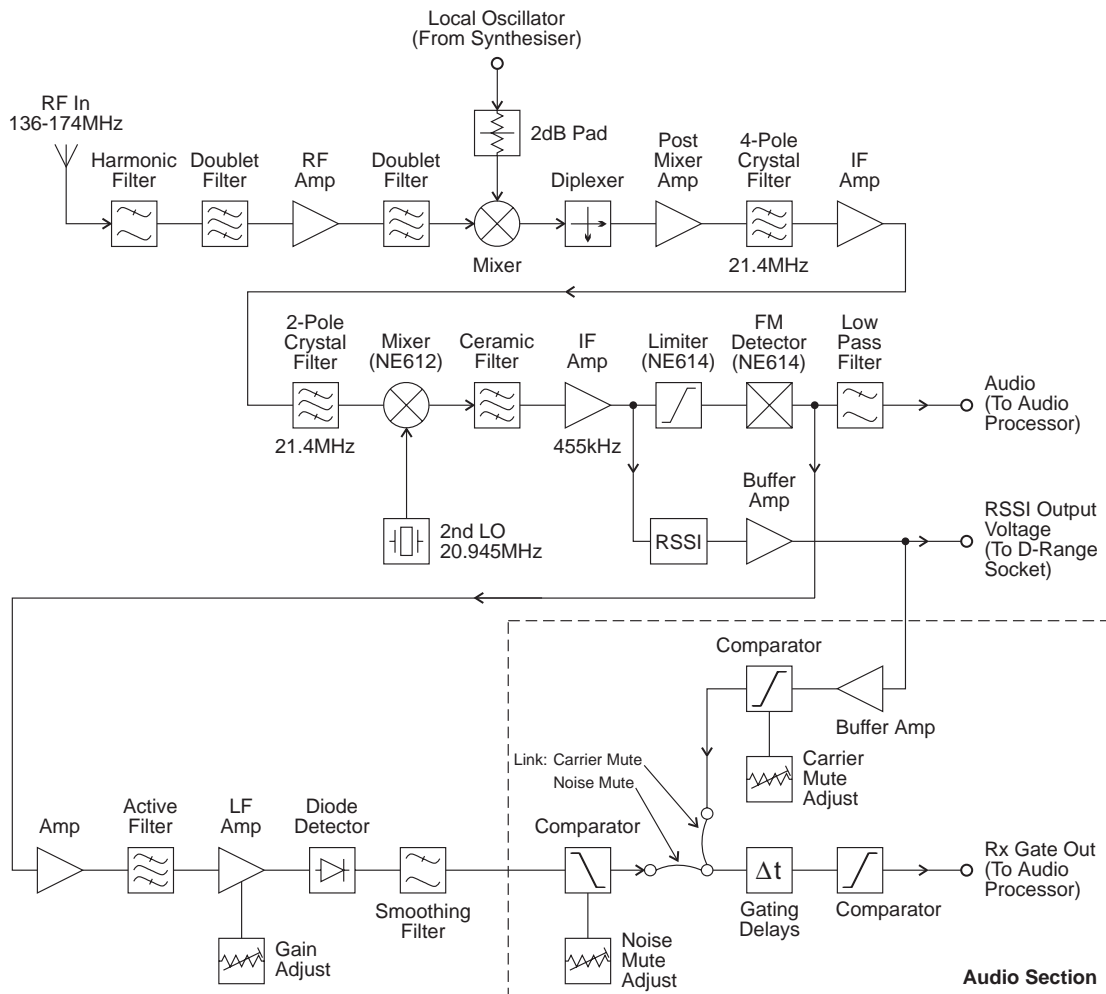 Local Oscillator
(From Synthesiser)
RF In
136-174MHz
2dB Pad
Harmonic
Filter
Doublet
Filter
RF
Amp
Doublet
Filter
Diplexer
Post
Mixer
Amp
4-Pole
Crystal
Filter
IF
Amp
Mixer
21.4MHz
2-Pole
Crystal
Filter
Mixer
(NE612)
Ceramic
Filter
IF
Amp
Limiter
(NE614)
FM
Detector
(NE614)
Low
Pass
Filter
Audio
(To Audio
Processor)
21.4MHz
455kHz
Buffer
Amp
2nd LO
20.945MHz
RSSI
RSSI Output
Voltage
(To D-Range
Socket)
Comparator
Buffer Amp
Link: Carrier Mute
Noise Mute
Carrier
Mute
Adjust
Amp
Active
Filter
LF
Amp
Diode
Detector
Comparator
Rx Gate Out
(To Audio
Processor)
Δt
Smoothing
Filter
Gating
Delays
Comparator
Gain
Adjust
Noise
Mute
Adjust
Audio Section